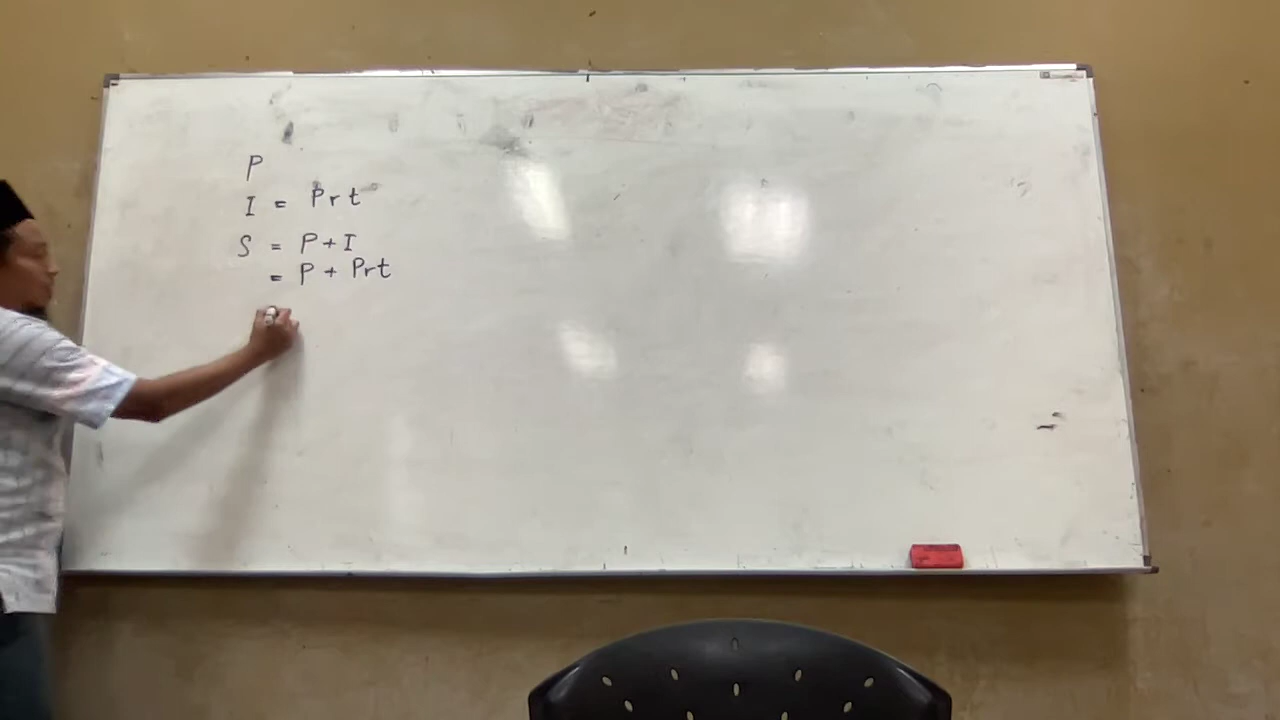 P
I = Prt
S = P + I
= P + Prt